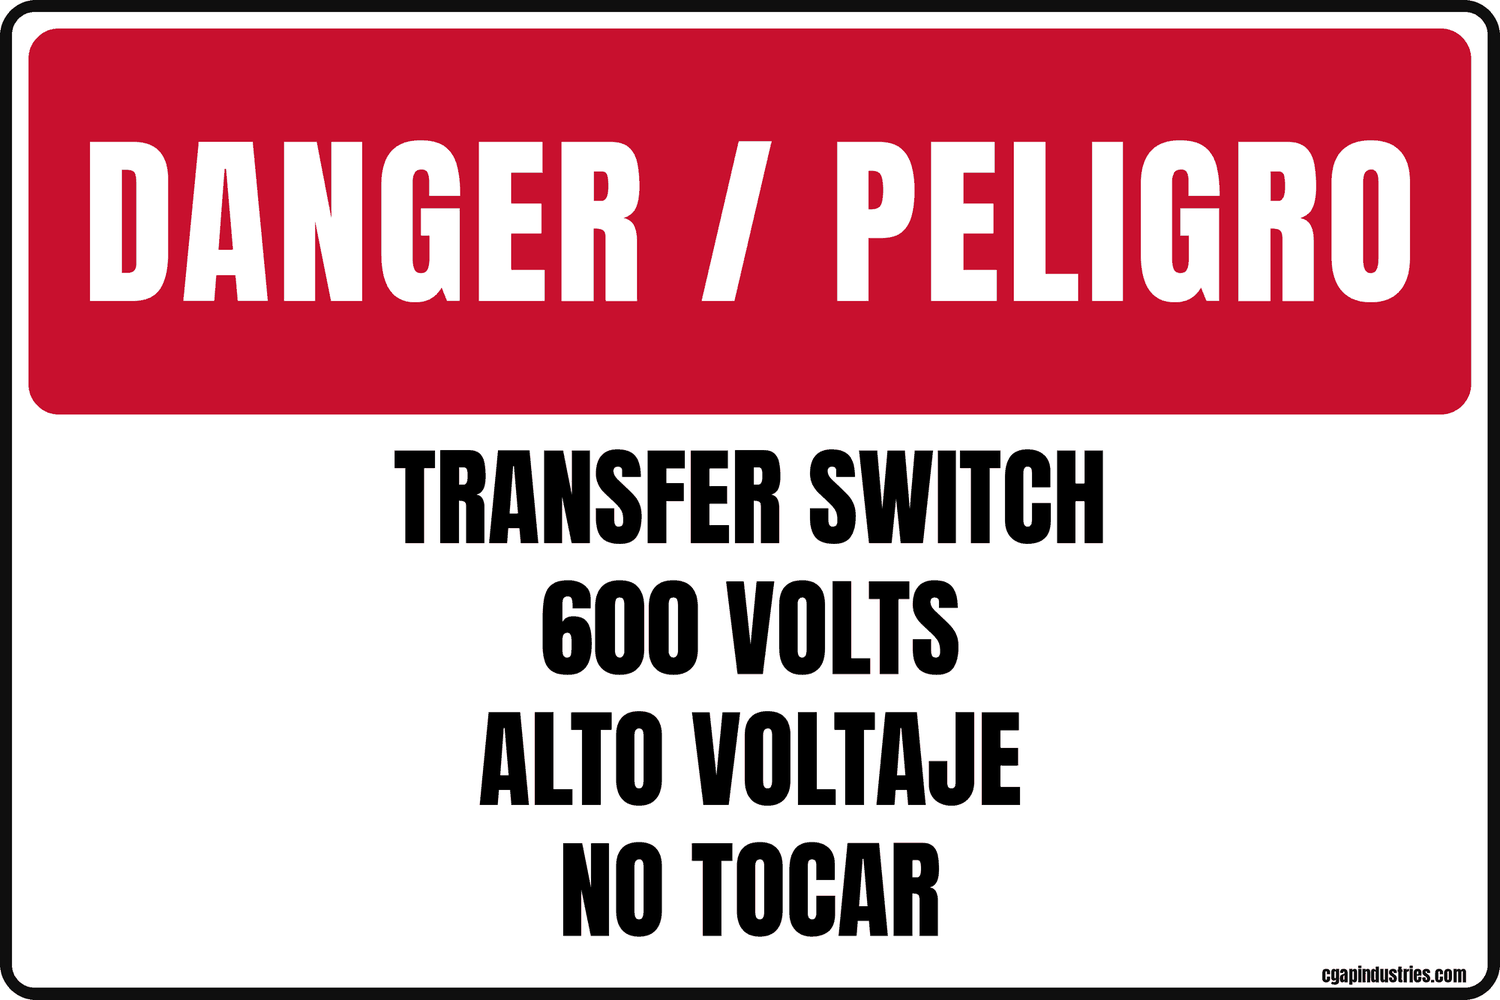 DANGER / PELIGRO
TRANSFER SWITCH
600 VOLTS
ALTO VOLTAJE
NO TOCAR
cgapindustries.com